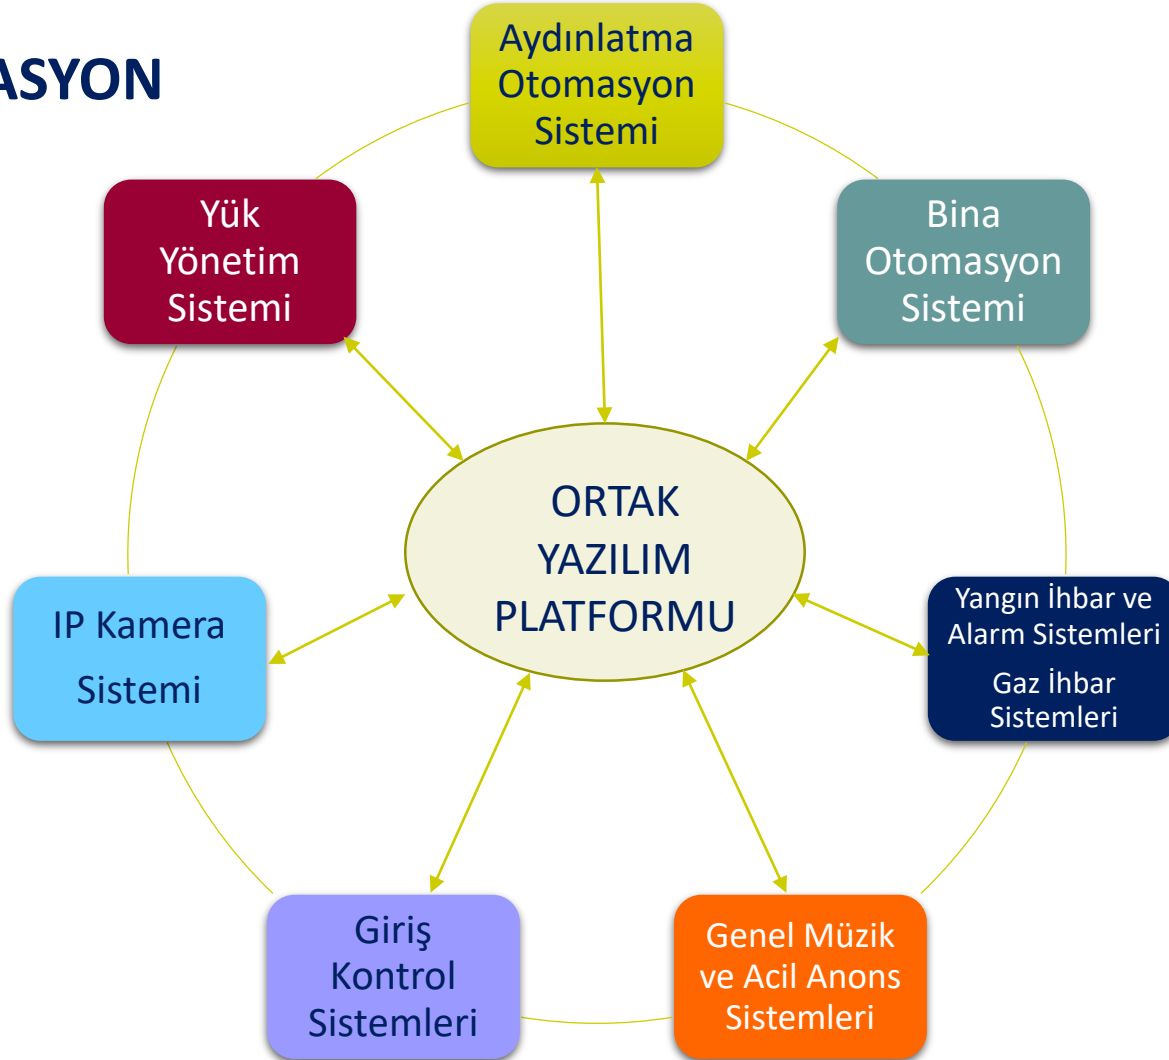 ASYON
Aydınlatma
Otomasyon
Sistemi
Yük
Yönetim
Sistemi
Bina
Otomasyon
Sistemi
ORTAK
YAZILIM
PLATFORMU
IP Kamera
Sistemi
Yangın İhbar ve
Alarm Sistemleri
Gaz İhbar
Sistemleri
Giriş
Kontrol
Sistemleri
Genel Müzik
ve Acil Anons
Sistemleri